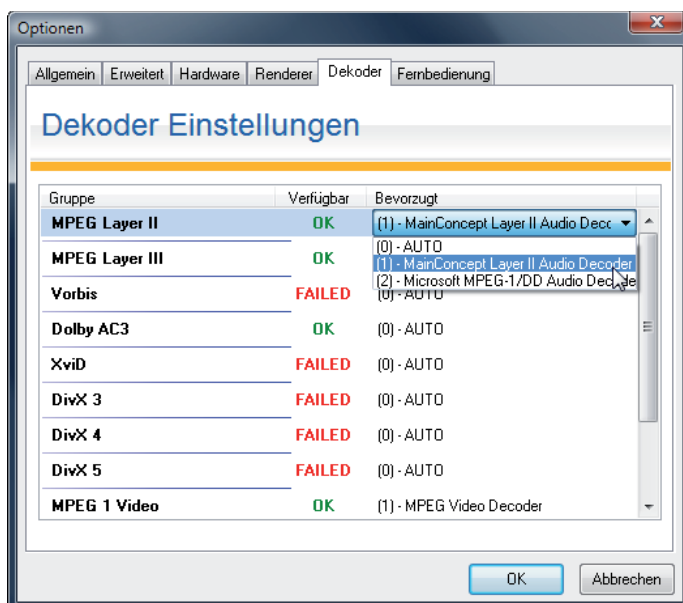 Optionen
Allgemein Erweitert Hardware Renderer Dekoder Fernbedienung
Dekoder Einstellungen
Gruppe Verfügbar Bevorzugt
MPEG Layer II OK (1) - MainConcept Layer II Audio Decc
(0) - AUTO
(1) - MainConcept Layer II Audio Decoder
(2) - Microsoft MPEG-1/DD Audio Decode
MPEG Layer III OK
Vorbis FAILED (0) - AUTO
Dolby AC3 OK (0) - AUTO
XviD FAILED (0) - AUTO
DivX 3 FAILED (0) - AUTO
DivX 4 FAILED (0) - AUTO
DivX 5 FAILED (0) - AUTO
MPEG 1 Video OK (1) - MPEG Video Decoder
OK Abbrechen